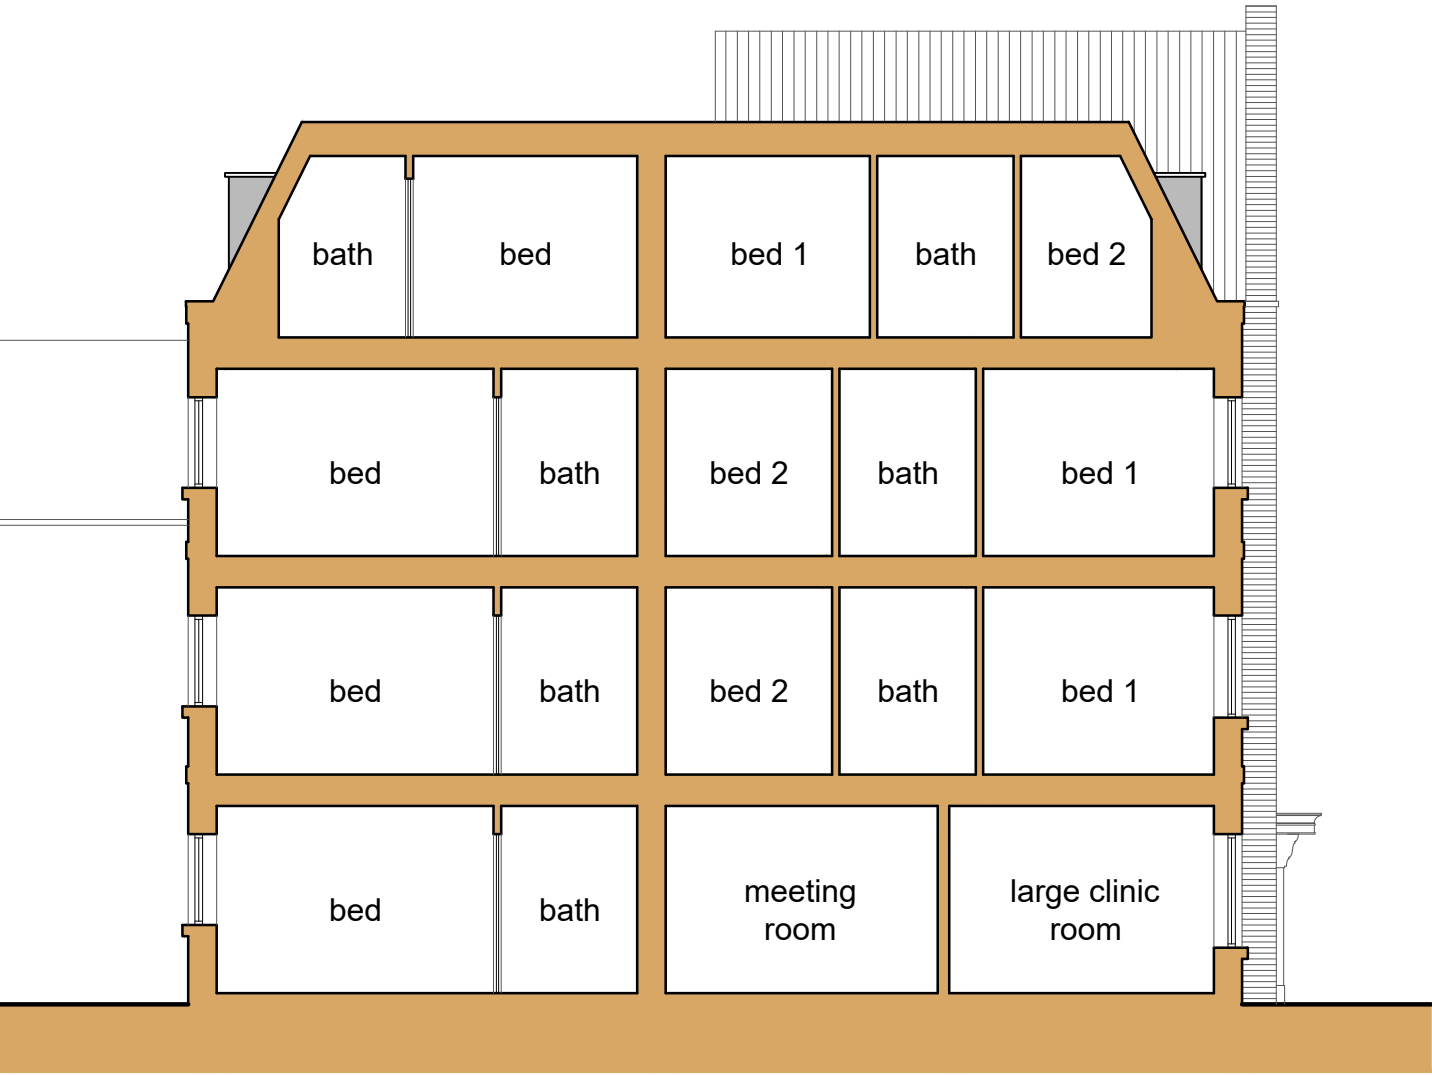 bath
bed
bed 1
bath
bed 2
bed
bath
bed 2
bath
bed 1
bed
bath
bed 2
bath
bed 1
bed
bath
meeting
room
large clinic
room